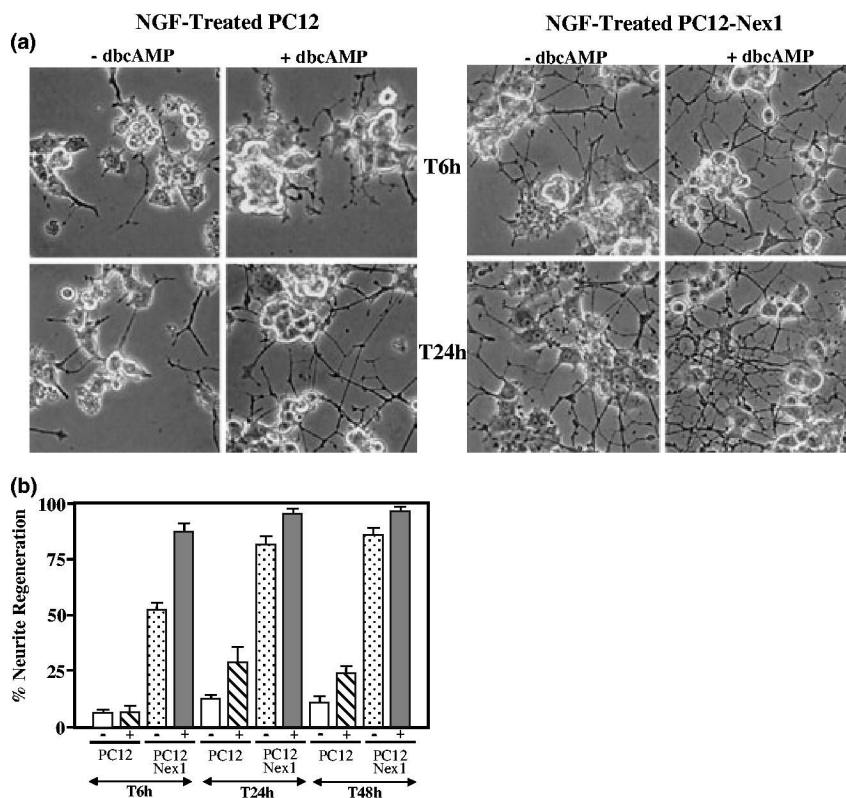 NGF-Treated PC12
NGF-Treated PC12-Nex1
(a)
- dbcAMP
+ dbcAMP
- dbcAMP
+ dbcAMP
T6h
T24h
(b)
% Neurite Regeneration
100
75
50
25
0
- + - + - + - + - + - +
PC12 PC12 PC12 PC12 PC12 PC12
Nex1 Nex1 Nex1
T6h T24h T48h